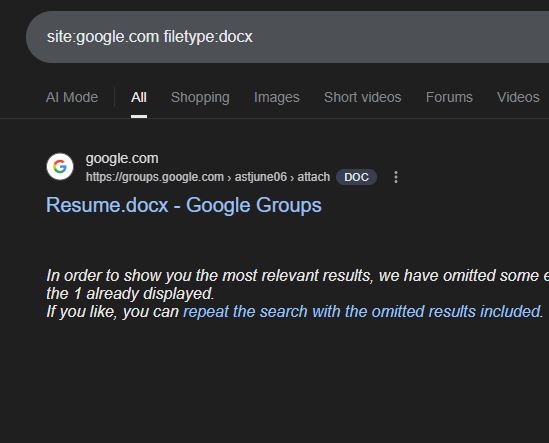 site:google.com filetype:docx
AI Mode All Shopping Images Short videos Forums Videos
G
google.com
https://groups.google.com › astjune06 › attach DOC
Resume.docx - Google Groups
In order to show you the most relevant results, we have omitted some e
the 1 already displayed.
If you like, you can repeat the search with the omitted results included.